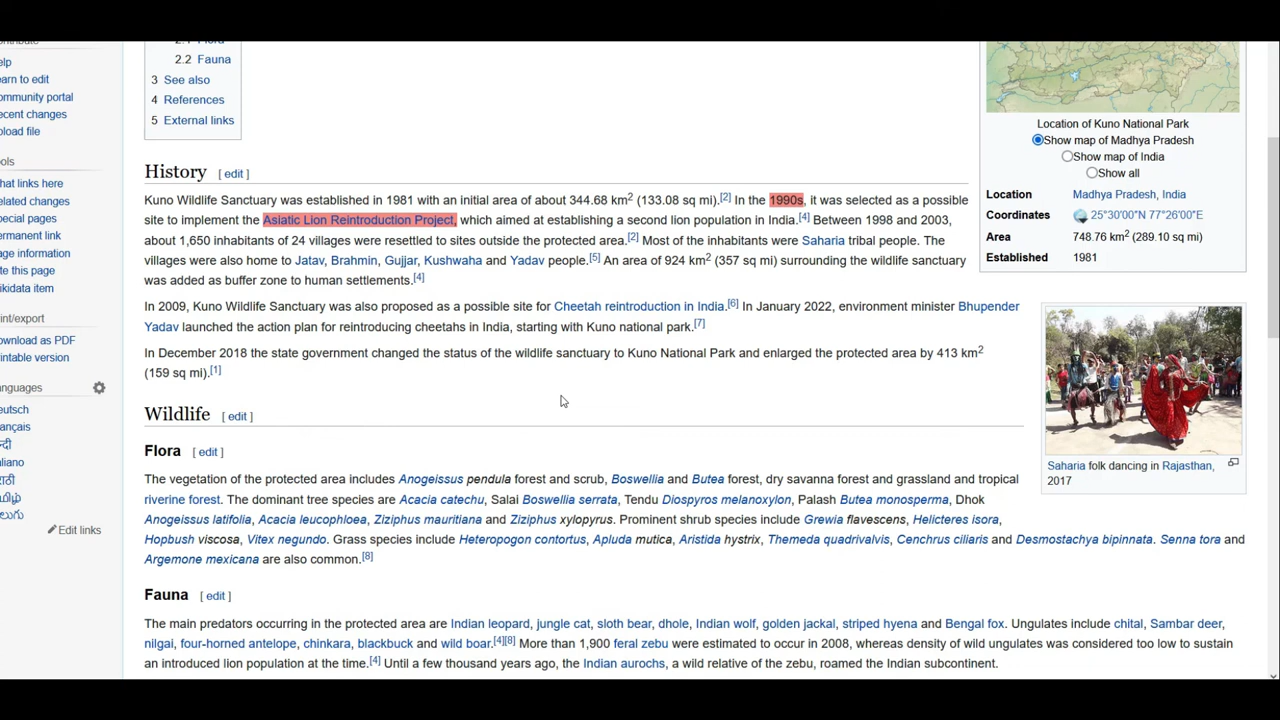 elp
earn to edit
ommunity portal
ecent changes
pload file
ools
hat links here
elated changes
pecial pages
ermanent link
age information
ite this page
ikidata item
rint/export
ownload as PDF
rintable version
anguages
eutsch
ançais
aliano
Edit links
2.2 Fauna
3 See also
4 References
5 External links
History [ edit ]
Kuno Wildlife Sanctuary was established in 1981 with an initial area of about 344.68 km2 (133.08 sq mi).[2] In the 1990s, it was selected as a possible
site to implement the Asiatic Lion Reintroduction Project, which aimed at establishing a second lion population in India.[4] Between 1998 and 2003,
about 1,650 inhabitants of 24 villages were resettled to sites outside the protected area.[2] Most of the inhabitants were Saharia tribal people. The
villages were also home to Jatav, Brahmin, Gujjar, Kushwaha and Yadav people.[5] An area of 924 km2 (357 sq mi) surrounding the wildlife sanctuary
was added as buffer zone to human settlements.[4]
In 2009, Kuno Wildlife Sanctuary was also proposed as a possible site for Cheetah reintroduction in India.[6] In January 2022, environment minister Bhupender
Yadav launched the action plan for reintroducing cheetahs in India, starting with Kuno national park.[7]
In December 2018 the state government changed the status of the wildlife sanctuary to Kuno National Park and enlarged the protected area by 413 km2
(159 sq mi).[1]
Wildlife [ edit ]
Flora [ edit ]
The vegetation of the protected area includes Anogeissus pendula forest and scrub, Boswellia and Butea forest, dry savanna forest and grassland and tropical
riverine forest. The dominant tree species are Acacia catechu, Salai Boswellia serrata, Tendu Diospyros melanoxylon, Palash Butea monosperma, Dhok
Anogeissus latifolia, Acacia leucophloea, Ziziphus mauritiana and Ziziphus xylopyrus. Prominent shrub species include Grewia flavescens, Helicteres isora,
Hopbush viscosa, Vitex negundo. Grass species include Heteropogon contortus, Apluda mutica, Aristida hystrix, Themeda quadrivalvis, Cenchrus ciliaris and Desmostachya bipinnata. Senna tora and
Argemone mexicana are also common.[8]
Fauna [ edit ]
The main predators occurring in the protected area are Indian leopard, jungle cat, sloth bear, dhole, Indian wolf, golden jackal, striped hyena and Bengal fox. Ungulates include chital, Sambar deer,
nilgai, four-horned antelope, chinkara, blackbuck and wild boar.[4][8] More than 1,900 feral zebu were estimated to occur in 2008, whereas density of wild ungulates was considered too low to sustain
an introduced lion population at the time.[4] Until a few thousand years ago, the Indian aurochs, a wild relative of the zebu, roamed the Indian subcontinent.
Location of Kuno National Park
Show map of Madhya Pradesh
Show map of India
Show all
Location Madhya Pradesh, India
Coordinates 25°30′00″N 77°26′00″E
Area 748.76 km2 (289.10 sq mi)
Established 1981
Saharia folk dancing in Rajasthan,
2017